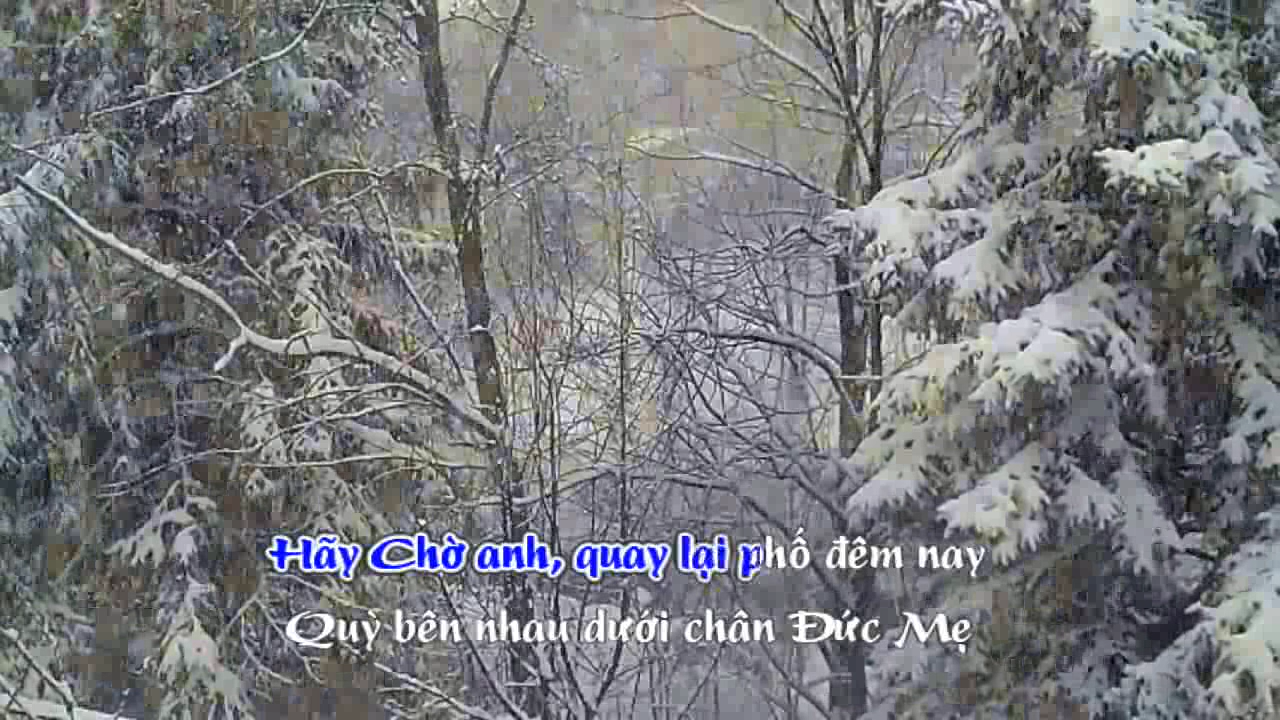 Hãy Chờ anh, quay lại phố đêm nay
Quỳ bên nhau dưới chân Đức Mẹ